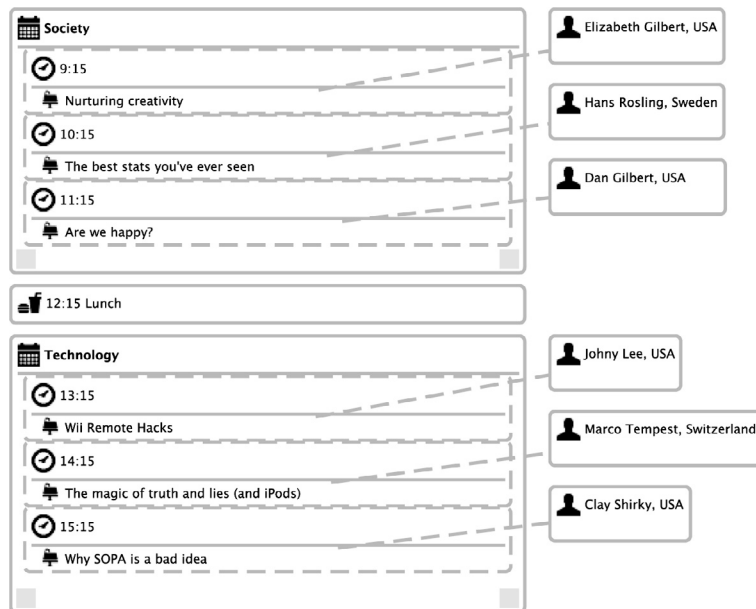 Society
Elizabeth Gilbert, USA
9:15
Nurturing creativity
Hans Rosling, Sweden
10:15
The best stats you've ever seen
Dan Gilbert, USA
11:15
Are we happy?
12:15 Lunch
Technology
Johny Lee, USA
13:15
Wii Remote Hacks
Marco Tempest, Switzerland
14:15
The magic of truth and lies (and iPods)
Clay Shirky, USA
15:15
Why SOPA is a bad idea